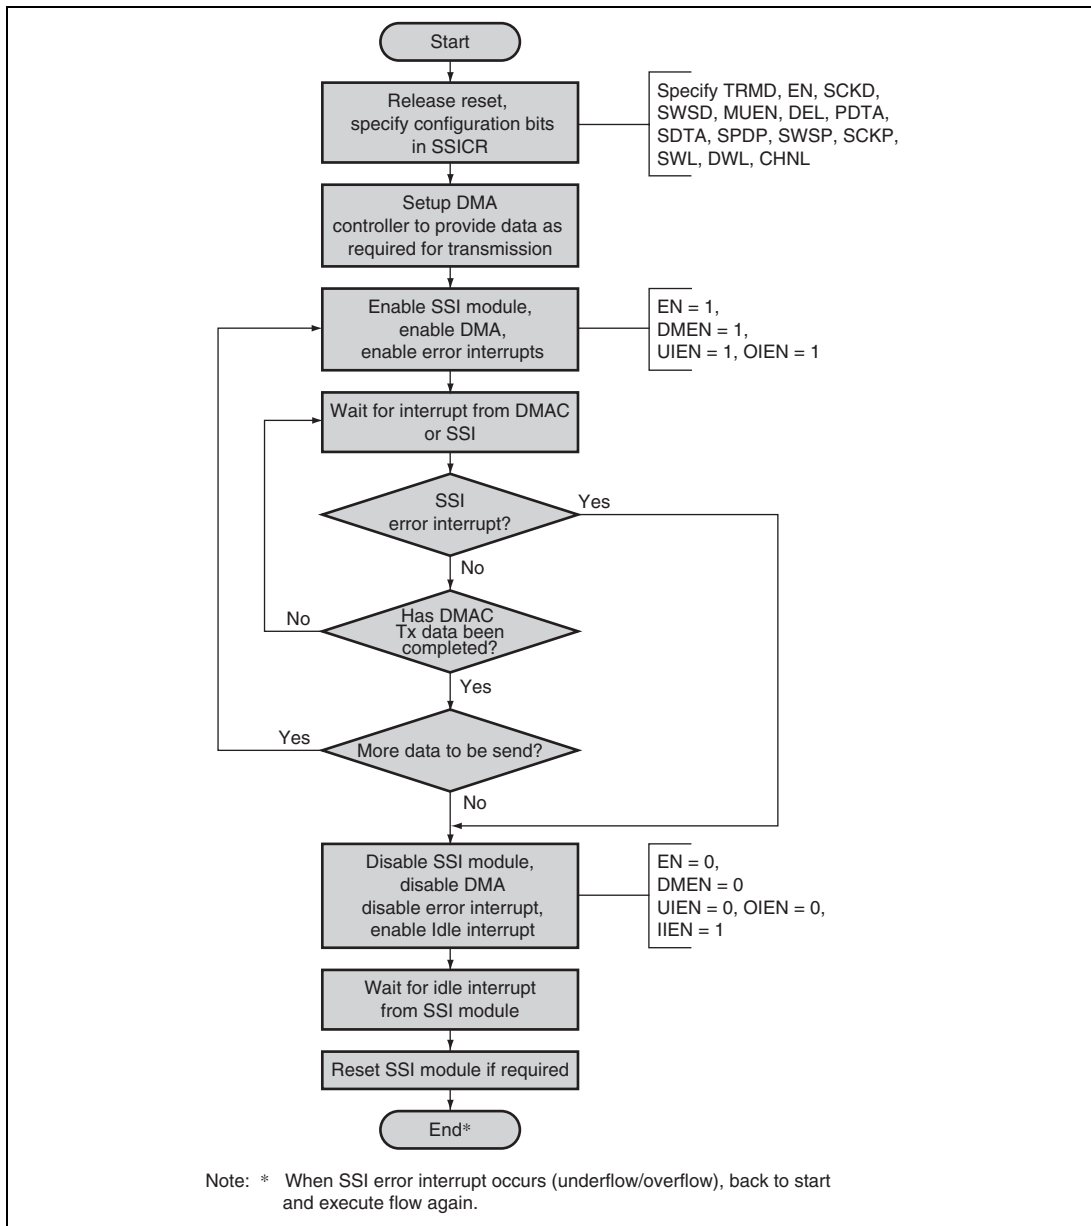 Start
Release reset,
specify configuration bits
in SSICR
Specify TRMD, EN, SCKD,
SWSD, MUEN, DEL, PDTA,
SDTA, SPDP, SWSP, SCKP,
SWL, DWL, CHNL
Setup DMA
controller to provide data as
required for transmission
Enable SSI module,
enable DMA,
enable error interrupts
EN = 1,
DMEN = 1,
UIEN = 1, OIEN = 1
Wait for interrupt from DMAC
or SSI
SSI
error interrupt?
Yes
No
Has DMAC
Tx data been
completed?
No
Yes
More data to be send?
Yes
No
Disable SSI module,
disable DMA
disable error interrupt,
enable Idle interrupt
EN = 0,
DMEN = 0
UIEN = 0, OIEN = 0,
IIEN = 1
Wait for idle interrupt
from SSI module
Reset SSI module if required
End*
Note: * When SSI error interrupt occurs (underflow/overflow), back to start
and execute flow again.